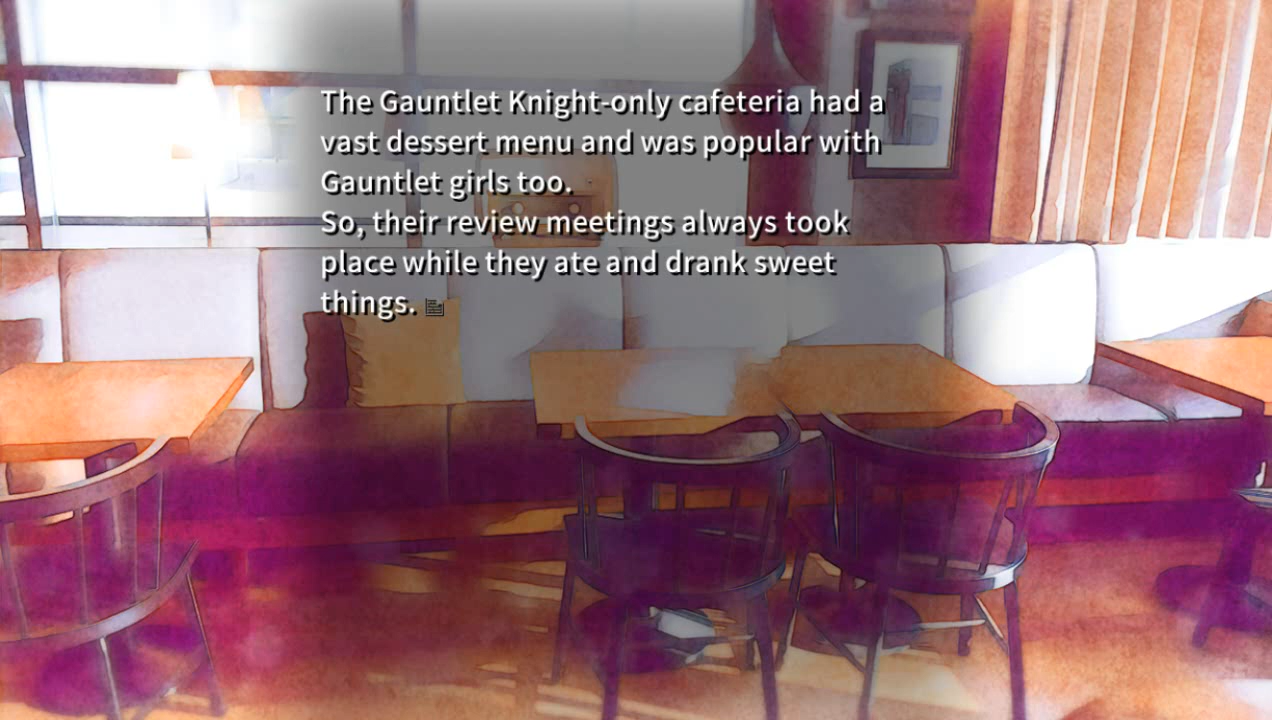 The Gauntlet Knight-only cafeteria had a
vast dessert menu and was popular with
Gauntlet girls too.
So, their review meetings always took
place while they ate and drank sweet
things.